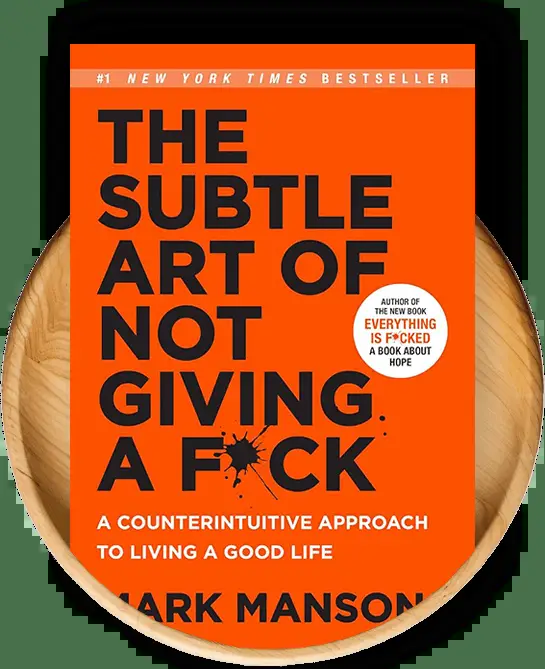 #1 NEW YORK TIMES BESTSELLER
THE
SUBTLE
ART OF
NOT
GIVING
A F*CK
AUTHOR OF
THE NEW BOOK
EVERYTHING
IS F*CKED
A BOOK ABOUT
HOPE
A COUNTERINTUITIVE APPROACH
TO LIVING A GOOD LIFE
MARK MANSON